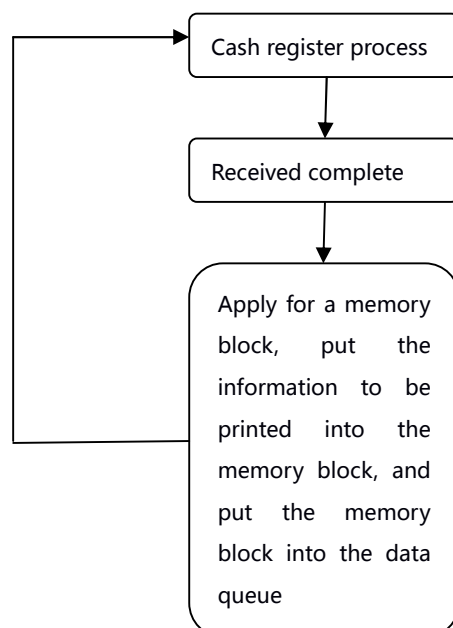 Cash register process
Received complete
Apply for a memory
block, put the
information to be
printed into the
memory block, and
put the memory
block into the data
queue